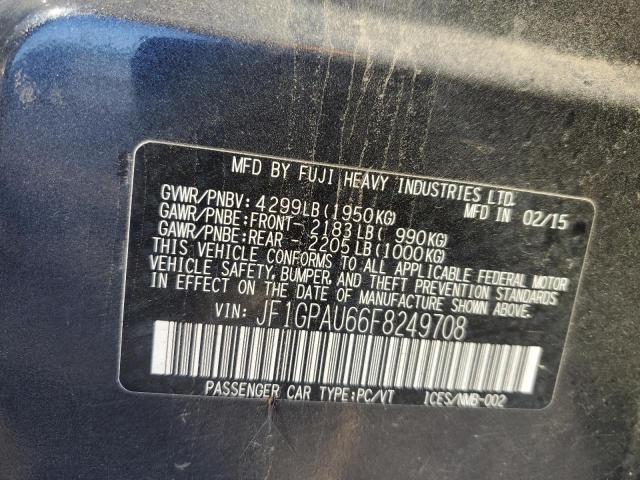 MFD BY FUJI HEAVY INDUSTRIES LTD.
GVWR/PNBV: 4299LB(1950KG) MFD IN 02/15
GAWR/PNBE:FRONT- 2183LB( 990KG)
GAWR/PNBE:REAR - 2205LB(1000KG)
THIS VEHICLE CONFORMS TO ALL APPLICABLE FEDERAL MOTOR
VEHICLE SAFETY, BUMPER, AND THEFT PREVENTION STANDARDS
IN EFFECT ON THE DATE OF MANUFACTURE SHOWN ABOVE.
VIN: JF1GPAU66F8249708
PASSENGER CAR TYPE:PC/VT ICES/NMB-002